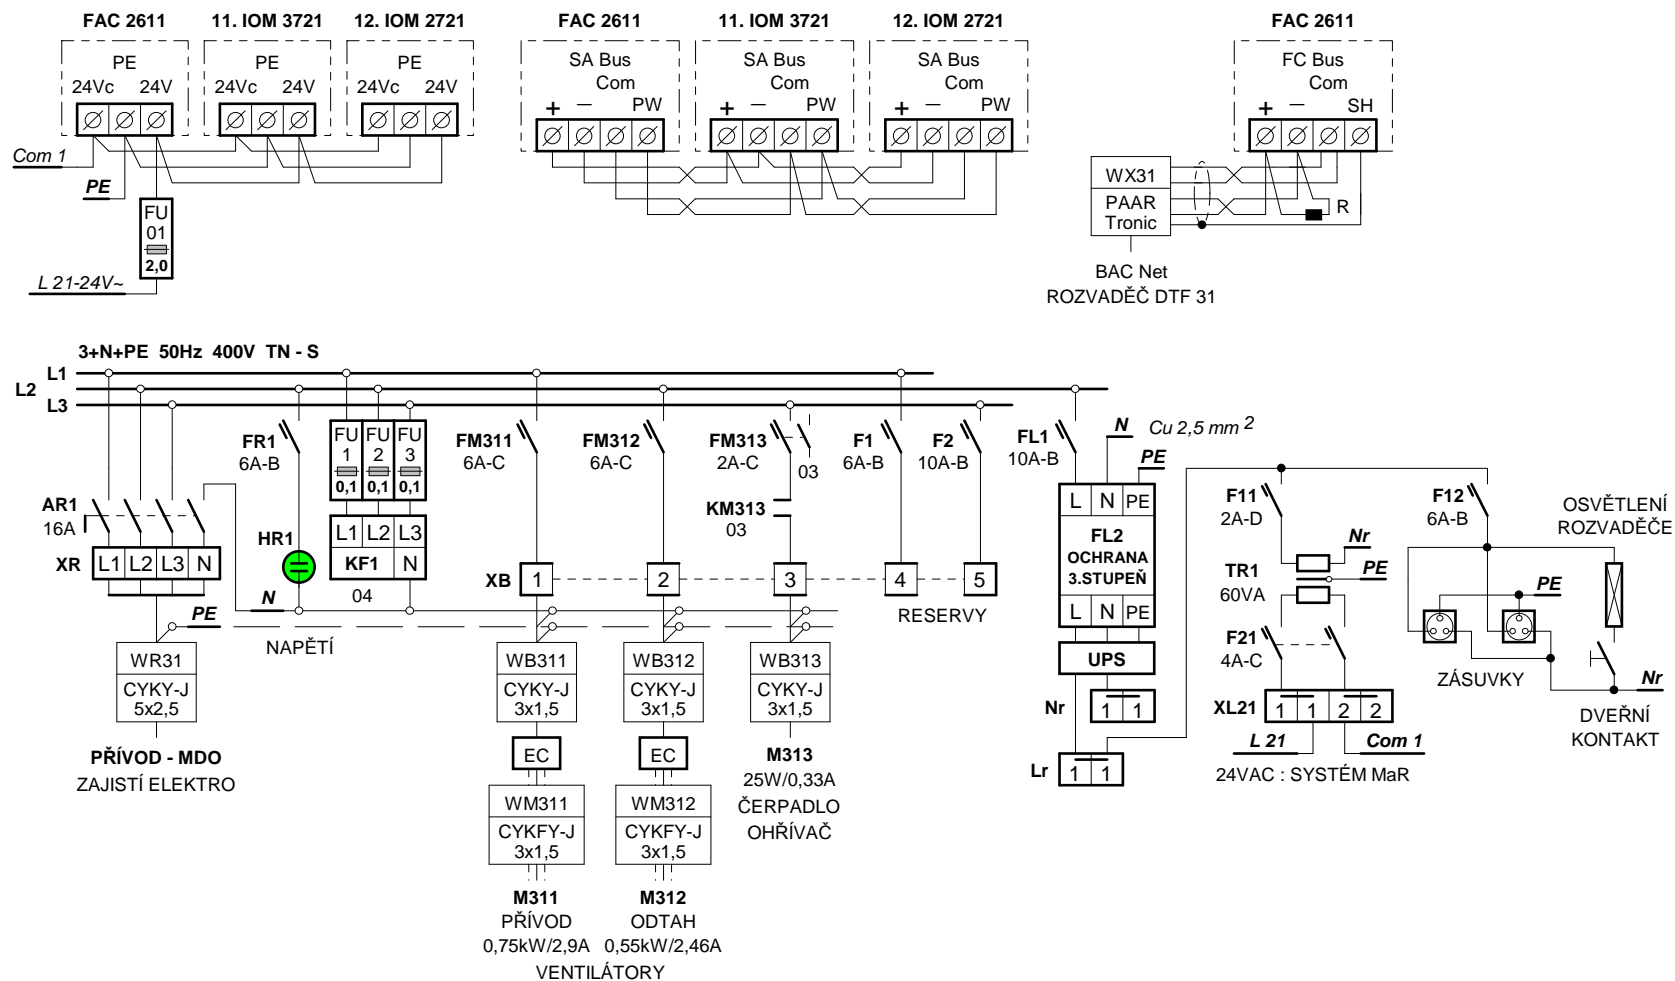 FAC 2611 11. IOM 3721 12. IOM 2721
PE PE PE
24Vc 24V 24Vc 24V 24Vc 24V
Com 1
PE
FU
01
2,0
L 21-24V~
FAC 2611 11. IOM 3721 12. IOM 2721
SA Bus SA Bus SA Bus
Com Com Com
+ — PW + — PW + — PW
FAC 2611
FC Bus
Com
+ — SH
WX31
PAAR
Tronic
R
BAC Net
ROZVADĚČ DTF 31
3+N+PE 50Hz 400V TN - S
L1
L2
L3
AR1
16A
XR L1 L2 L3 N
PE
WR31
CYKY-J
5x2,5
PŘÍVOD - MDO
ZAJISTÍ ELEKTRO
FR1
6A-B
HR1
N
NAPĚTÍ
FU FU FU
1 2 3
0,1 0,1 0,1
L1 L2 L3
KF1 N
04
FM311
6A-C
FM312
6A-C
FM313
2A-C
03
KM313
03
F1
6A-B
F2
10A-B
XB 1 2 3 4 5
RESERVY
WB311
CYKY-J
3x1,5
EC
WM311
CYKFY-J
3x1,5
M311
PŘÍVOD
0,75kW/2,9A
WB312
CYKY-J
3x1,5
EC
WM312
CYKFY-J
3x1,5
M312
ODTAH
0,55kW/2,46A
VENTILÁTORY
WB313
CYKY-J
3x1,5
M313
25W/0,33A
ČERPADLO
OHŘÍVAČ
FL1
10A-B
N Cu 2,5 mm 2
PE
L N PE
FL2
OCHRANA
3.STUPEŇ
L N PE
UPS
Nr 1 1
Lr 1 1
F11
2A-D
Nr
TR1 PE
60VA
F21
4A-C
XL21 1 1 2 2
L 21 Com 1
24VAC : SYSTÉM MaR
F12
6A-B
OSVĚTLENÍ
ROZVADĚČE
PE
ZÁSUVKY
Nr
DVEŘNÍ
KONTAKT